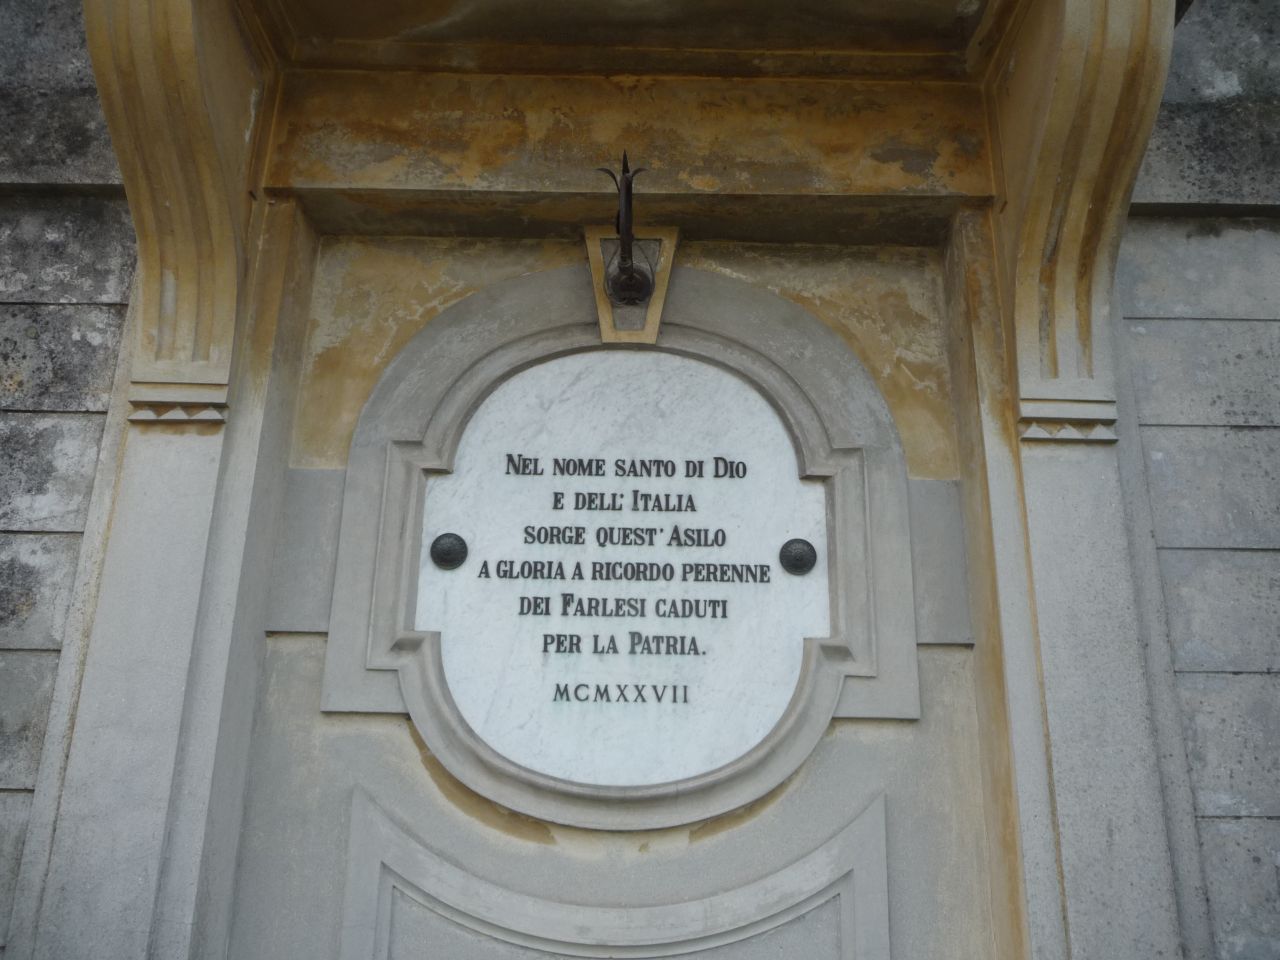 NEL NOME SANTO DI DIO
E DELL' ITALIA
SORGE QUEST' ASILO
A GLORIA A RICORDO PERENNE
DEI FARLESI CADUTI
PER LA PATRIA.
MCMXXVII